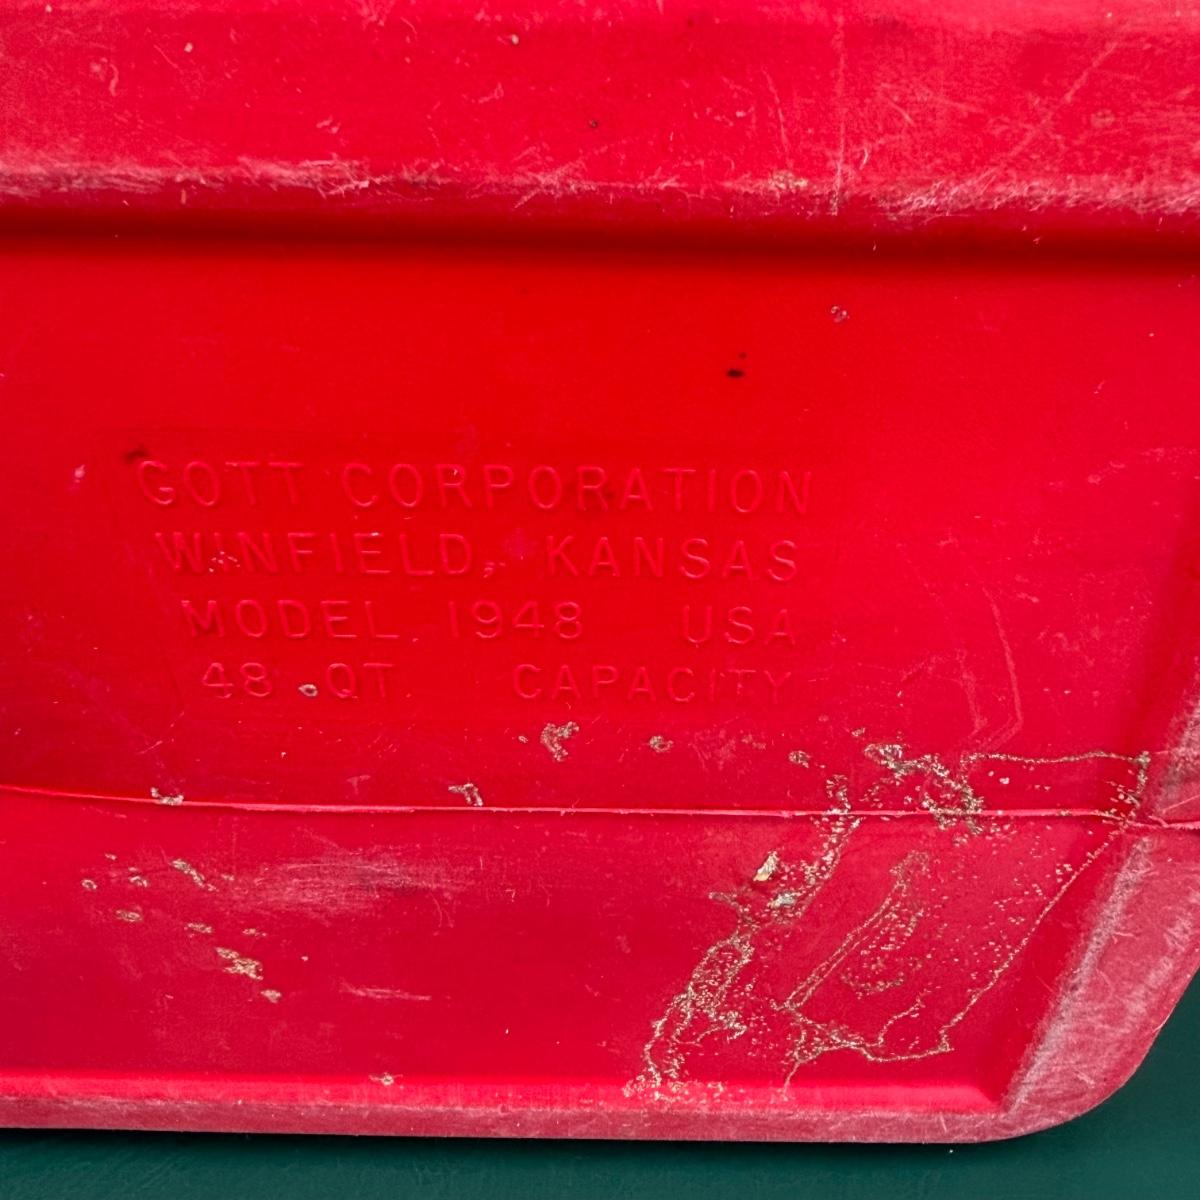 GOTT CORPORATION
WINFIELD, KANSAS
MODEL 1948 USA
48 QT. CAPACITY